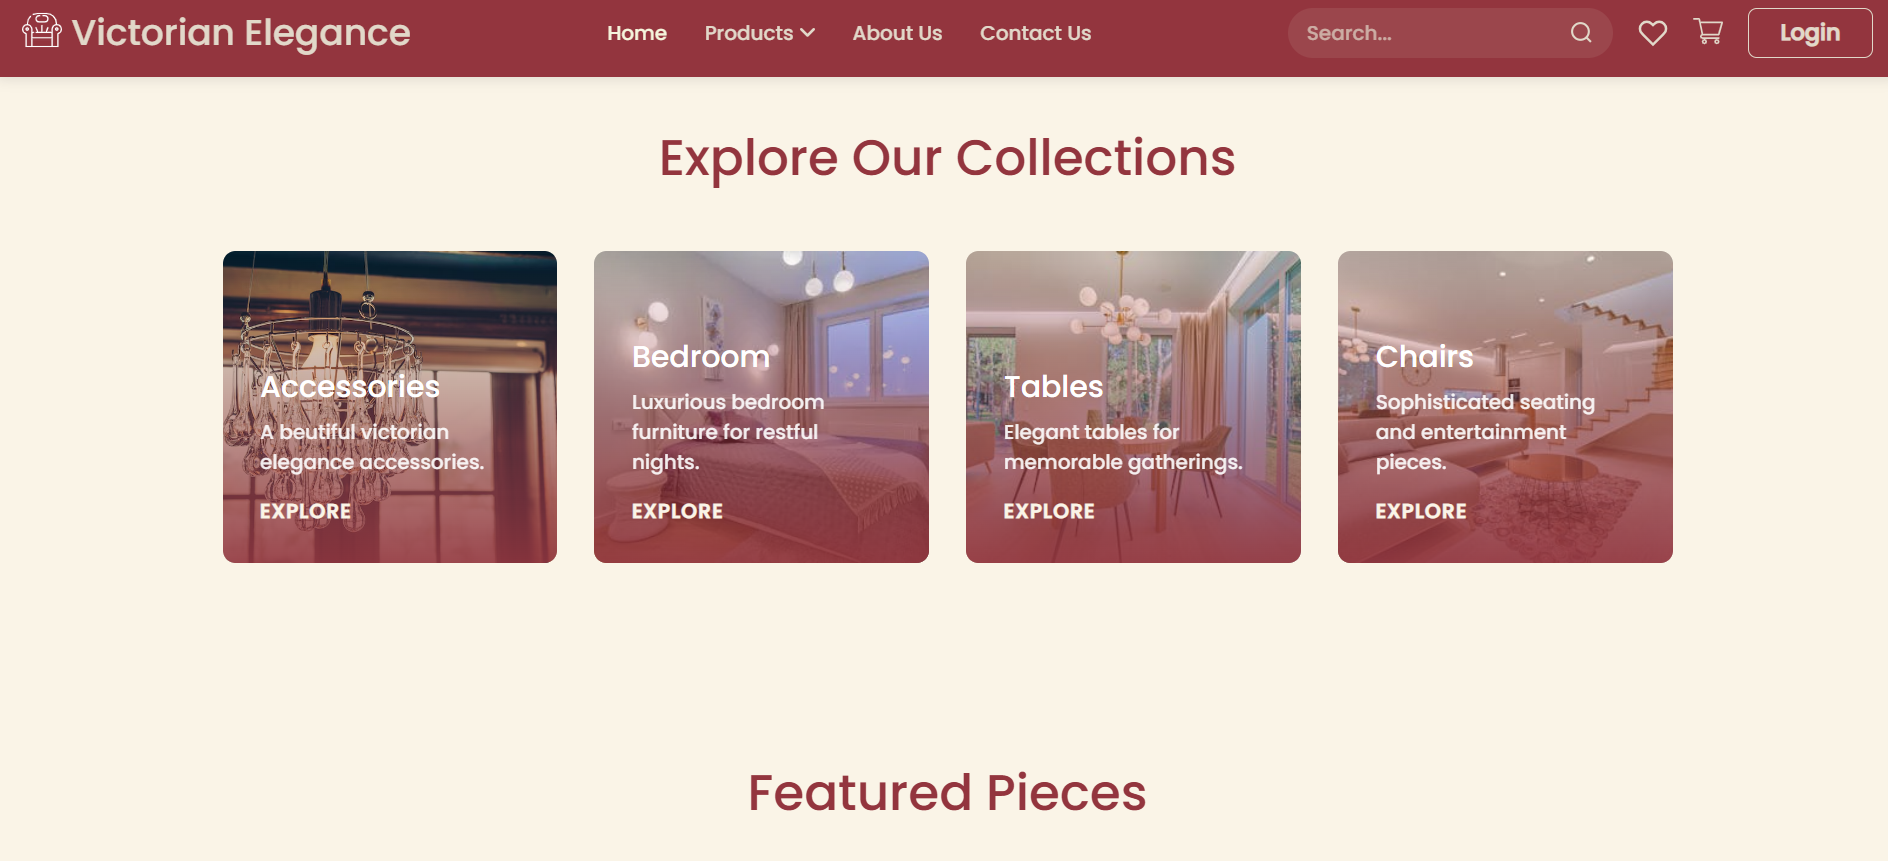 Victorian Elegance
Home
Products
About Us
Contact Us
Search...
Login
Explore Our Collections
Accessories
A beutiful victorian
elegance accessories.
EXPLORE
Bedroom
Luxurious bedroom
furniture for restful
nights.
EXPLORE
Tables
Elegant tables for
memorable gatherings.
EXPLORE
Chairs
Sophisticated seating
and entertainment
pieces.
EXPLORE
Featured Pieces